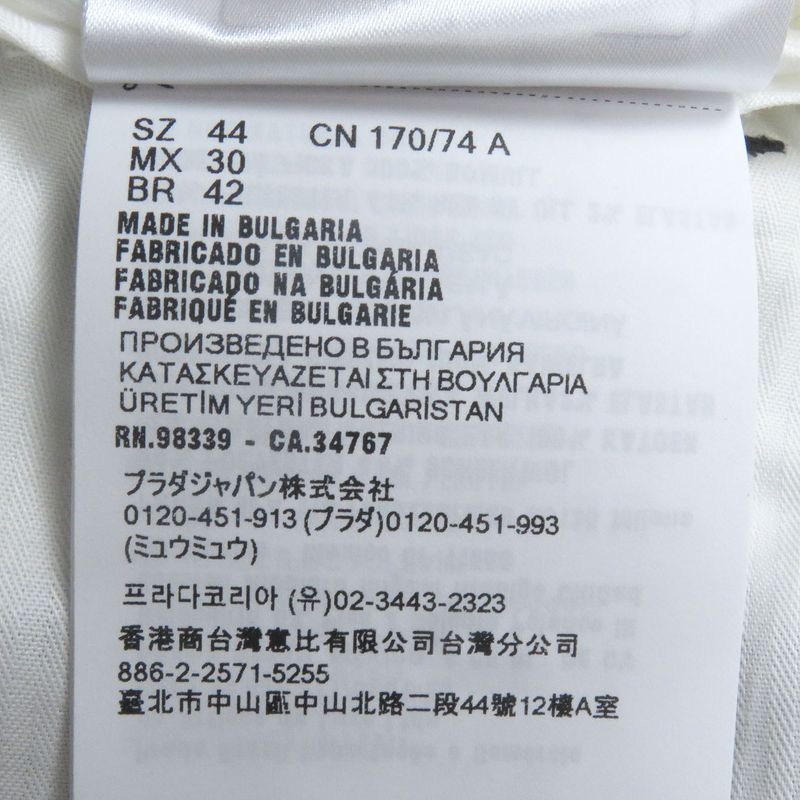 SZ 44 CN 170/74 A
MX 30
BR 42
MADE IN BULGARIA
FABRICADO EN BULGARIA
FABRICADO NA BULGÁRIA
FABRIQUÉ EN BULGARIE
ПРОИЗВЕДЕНО В БЪЛГАРИЯ
ΚΑΤΑΣΚΕΥΑΖΕΤΑΙ ΣΤΗ ΒΟΥΛΓΑΡΙΑ
ÜRETİM YERİ BULGARİSTAN
RN.98339 - CA.34767
プラダジャパン株式会社
0120-451-913 (プラダ)0120-451-993
(ミュウミュウ)
프라다코리아 (유)02-3443-2323
香港商台灣薏比有限公司台灣分公司
886-2-2571-5255
臺北市中山區中山北路二段44號12樓A室